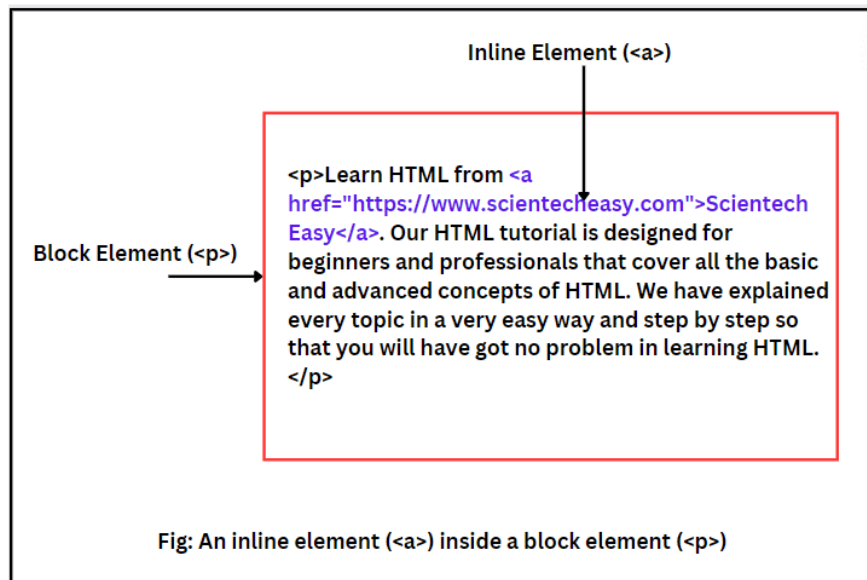 Inline Element (<a>)
<p>Learn HTML from <a
href="https://www.scientecheasy.com">Scientech
Easy</a>. Our HTML tutorial is designed for
Block Element (<p>)
beginners and professionals that cover all the basic
and advanced concepts of HTML. We have explained
every topic in a very easy way and step by step so
that you will have got no problem in learning HTML.
</p>
Fig: An inline element (<a>) inside a block element (<p>)